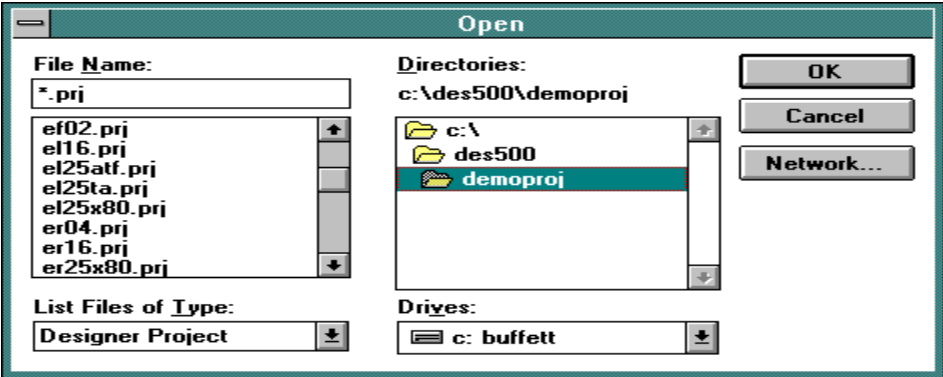 Open
File Name:
*.prj
ef02.prj
el16.prj
el25atf.prj
el25ta.prj
el25x80.prj
er04.prj
er16.prj
er25x80.prj
List Files of Type:
Designer Project
Directories:
c:\des500\demoproj
c:\
des500
demoproj
Drives:
c: buffett
OK
Cancel
Network...